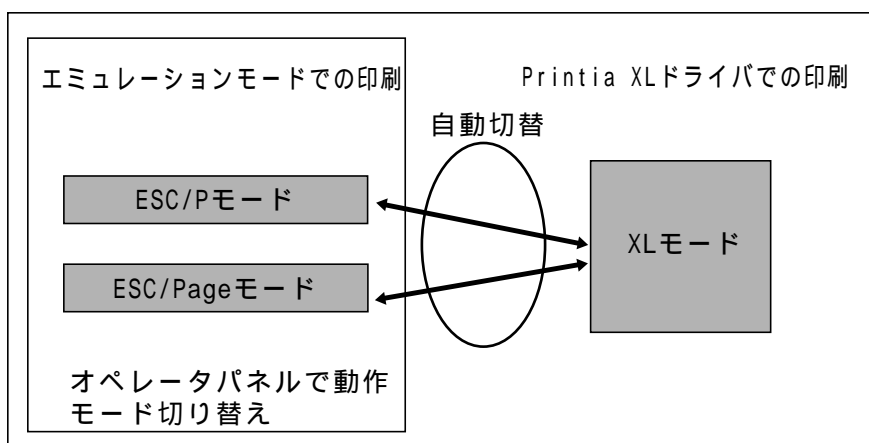 エミュレーションモードでの印刷
Printia XLドライバでの印刷
自動切替
ESC/Pモード
XLモード
ESC/Pageモード
オペレータパネルで動作
モード切り替え